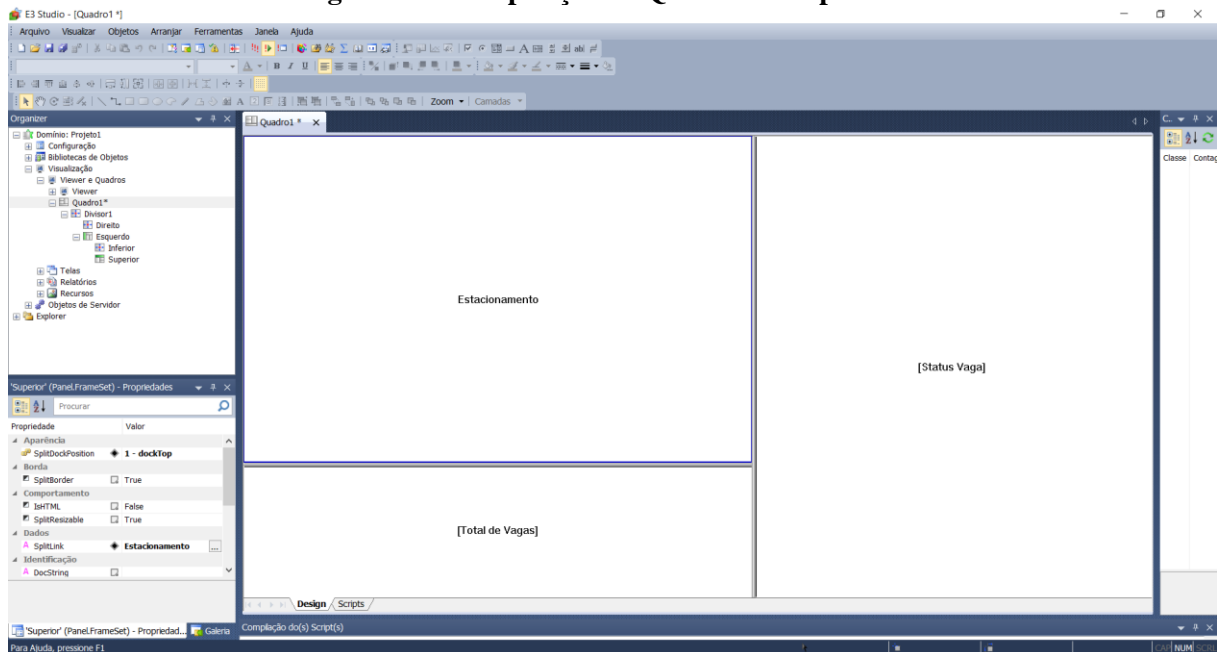 E3 Studio - [Quadro1 *]
Arquivo Visualizar Objetos Arranjar Ferramentas Janela Ajuda
Zoom Camadas
Organizer
Domínio: Projeto1
Configuração
Bibliotecas de Objetos
Visualização
Viewer e Quadros
Viewer
Quadro1*
Divisor1
Direito
Esquerdo
Inferior
Superior
Telas
Relatórios
Recursos
Objetos de Servidor
Explorer
'Superior' (Panel.FrameSet) - Propriedades
Procurar
Propriedade Valor
Aparência
SplitDockPosition 1 - dockTop
Borda
SplitBorder True
Comportamento
IsHTML False
SplitResizable True
Dados
SplitLink Estacionamento ...
Identificação
DocString
'Superior' (Panel.FrameSet) - Propriedad... Galeria
Quadro1 * X
Estacionamento
[Total de Vagas]
[Status Vaga]
Design Scripts
Compilação do(s) Script(s)
C..
Classe Contag
Para Ajuda, pressione F1
CAP NUM SCRL